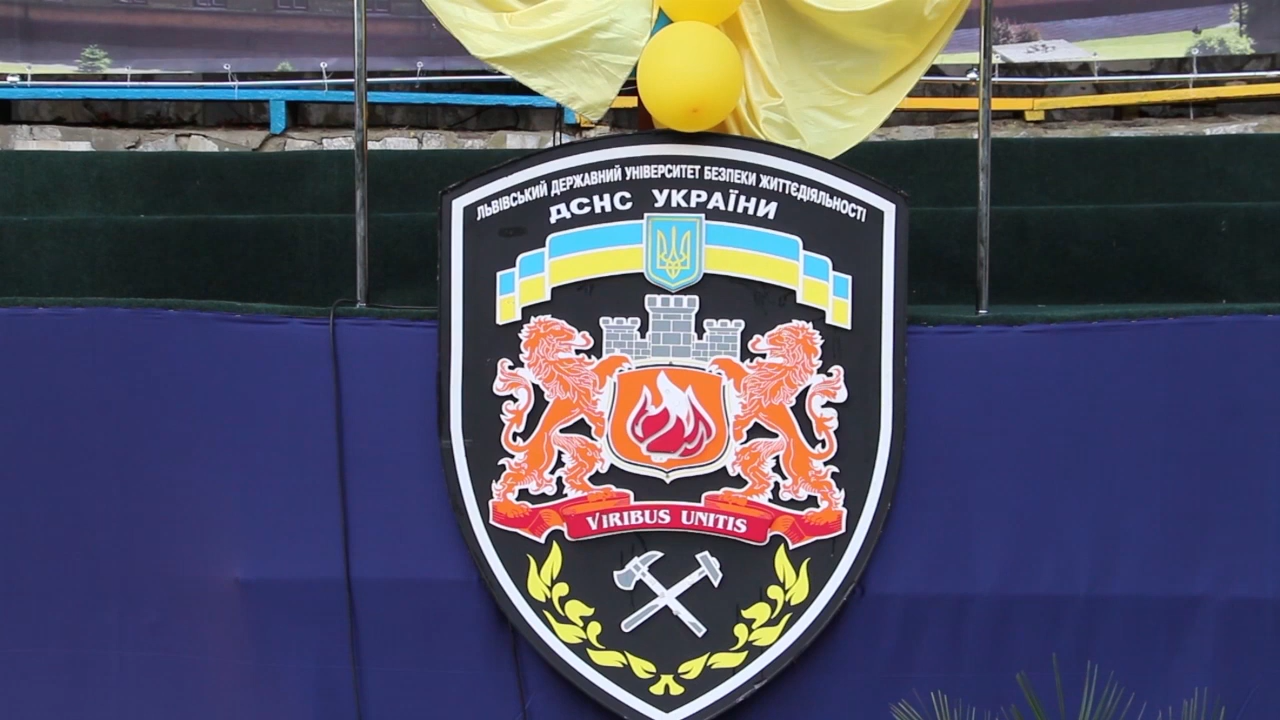 ЛЬВІВСЬКИЙ ДЕРЖАВНИЙ УНІВЕРСИТЕТ БЕЗПЕКИ ЖИТТЄДІЯЛЬНОСТІ
ДСНС УКРАЇНИ
VIRIBUS UNITIS